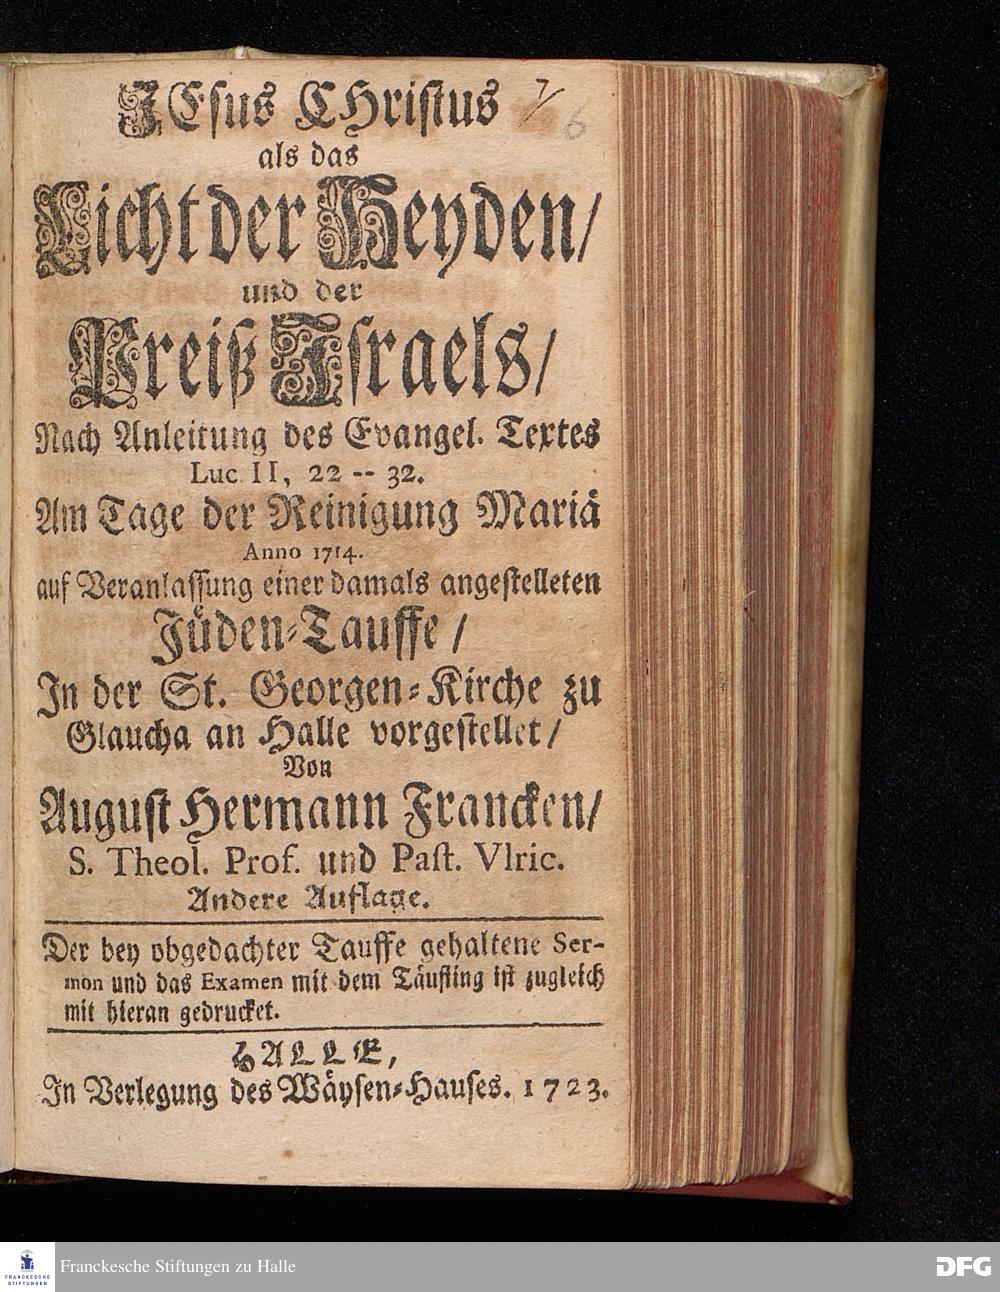 JEsus CHristus
7/
6
als das
Licht der Heyden/
und der
Preiß Israels/
Nach Anleitung des Evangel. Textes
Luc II, 22 -- 32.
Am Tage der Reinigung Mariä
Anno 1714.
auf Veranlassung einer damals angestelleten
Jüden-Tauffe/
In der St. Georgen-Kirche zu
Glaucha an Halle vorgestellet/
Von
August Hermann Francken/
S. Theol. Prof. und Past. Vlric.
Andere Auflage.
Der bey obgedachter Tauffe gehaltene Ser-
mon und das Examen mit dem Täufling ist zugleich
mit hieran gedrucket.
HALLE,
In Verlegung des Wäysen-Hauses. 1723.
FRANCKESCHE
STIFTUNGEN
Franckesche Stiftungen zu Halle
DFG